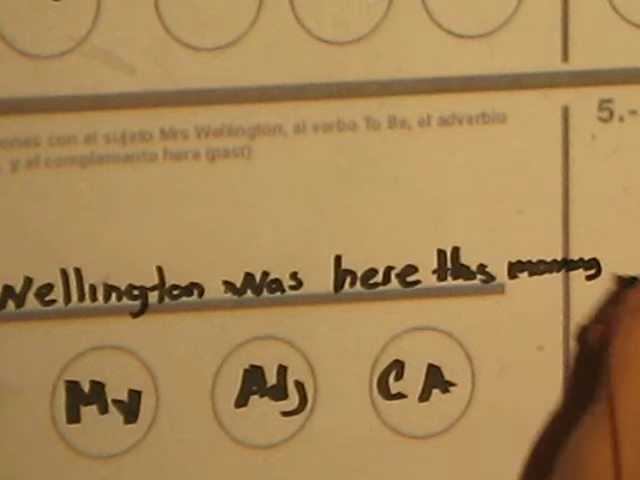 ones con el sujeto Mrs Wellington, el verbo To Be, el adverbio
y el complemento here (past)
5.-
Wellington was here this morning
MV Adj CA